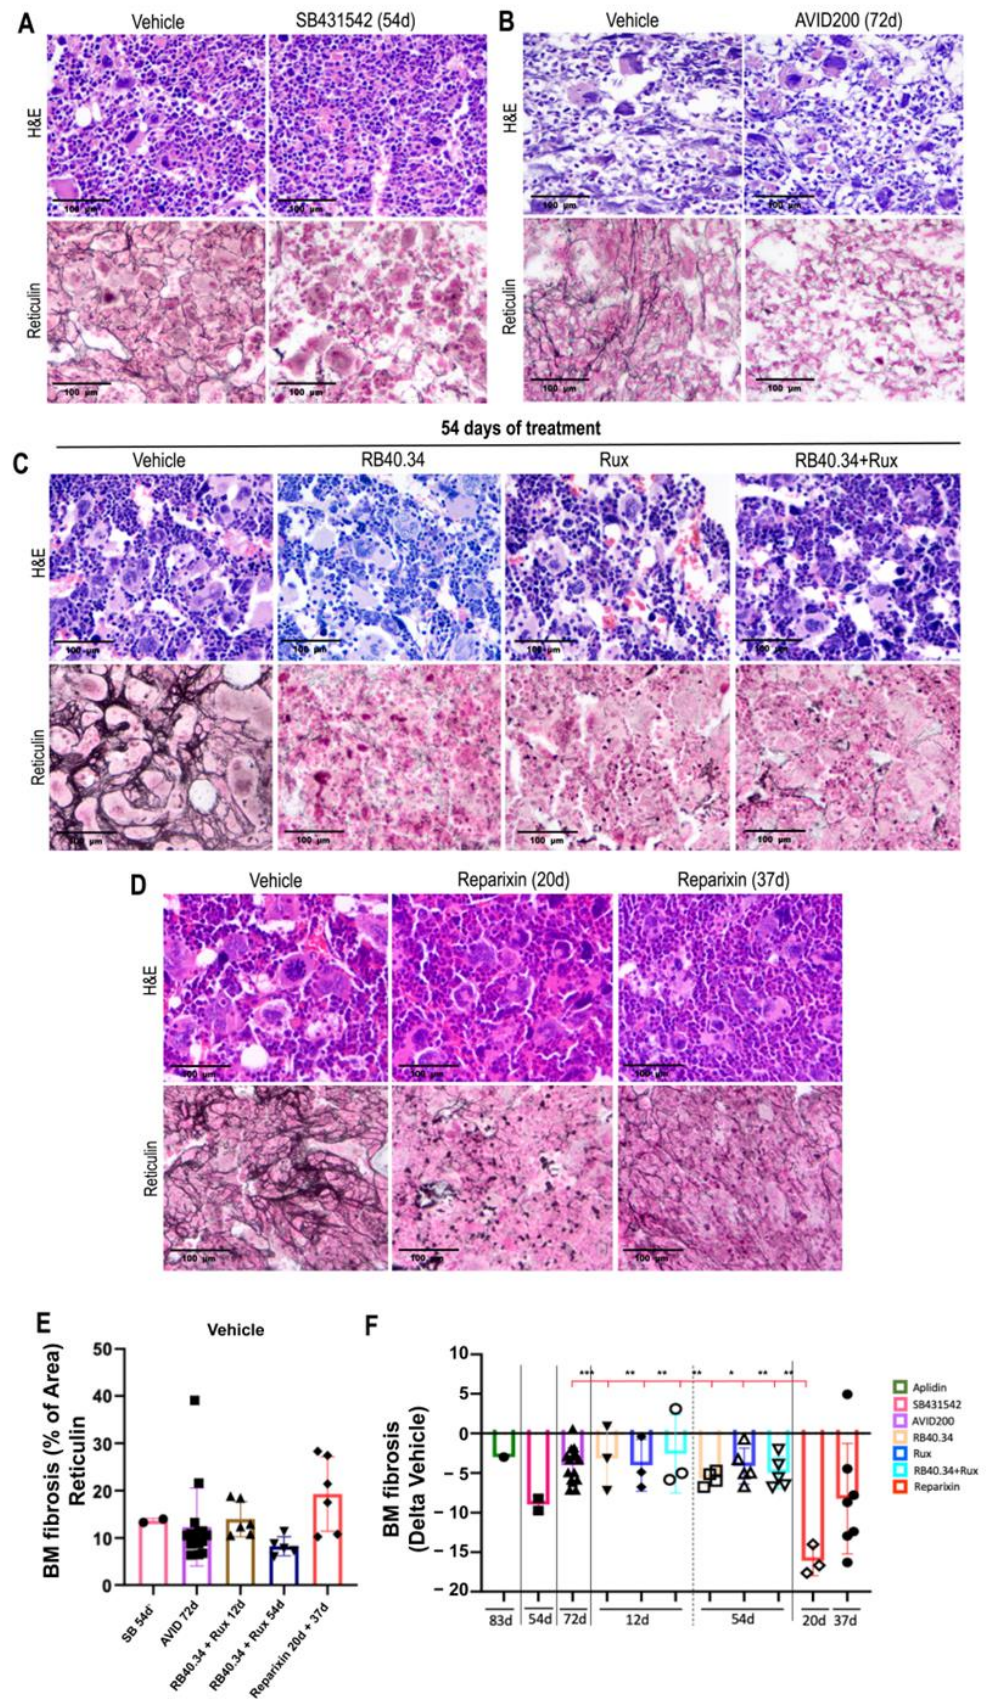 A
Vehicle
SB431542 (54d)
B
Vehicle
AVID200 (72d)
H&E
100 μm
100 μm
H&E
100 μm
100 μm
Reticulin
100 μm
100 μm
Reticulin
100 μm
100 μm
54 days of treatment
C
Vehicle
RB40.34
Rux
RB40.34+Rux
H&E
100 μm
100 μm
100 μm
100 μm
Reticulin
100 μm
100 μm
100 μm
100 μm
D
Vehicle
Reparixin (20d)
Reparixin (37d)
H&E
100 μm
100 μm
100 μm
Reticulin
100 μm
100 μm
100 μm
E
Vehicle
BM fibrosis (% of Area)
Reticulin
50
40
30
20
10
0
SB 54d
AVID 72d
RB40.34 + Rux 12d
RB40.34 + Rux 54d
Reparixin 20d + 37d
F
BM fibrosis
(Delta Vehicle)
10
5
0
-5
-10
-15
-20
*** ** ** ** * ** **
83d
54d
72d
12d
54d
20d
37d
Aplidin
SB431542
AVID200
RB40.34
Rux
RB40.34+Rux
Reparixin